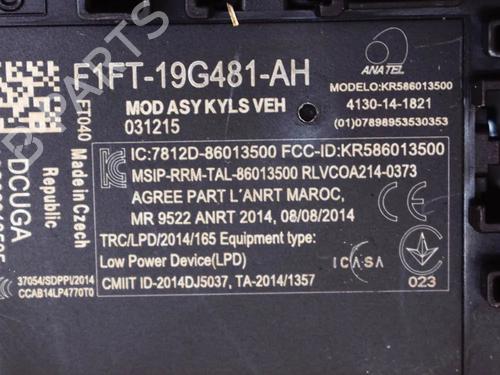 F1FT-19G481-AH
MOD ASY KYLS VEH
031215
ANATEL
MODELO:KR586013500
4130-14-1821
(01)07898953530353
FT040
Made in Czech
Republic
DCUGA
IC:7812D-86013500 FCC-ID:KR586013500
MSIP-RRM-TAL-86013500 RLVCOA214-0373
AGREE PART L'ANRT MAROC,
MR 9522 ANRT 2014, 08/08/2014
TRC/LPD/2014/165 Equipment type:
Low Power Device(LPD)
CMIIT ID-2014DJ5037, TA-2014/1357
ICASA
023
37054/SDPPI/2014
CCAB14LP4770T0
B-PARTS